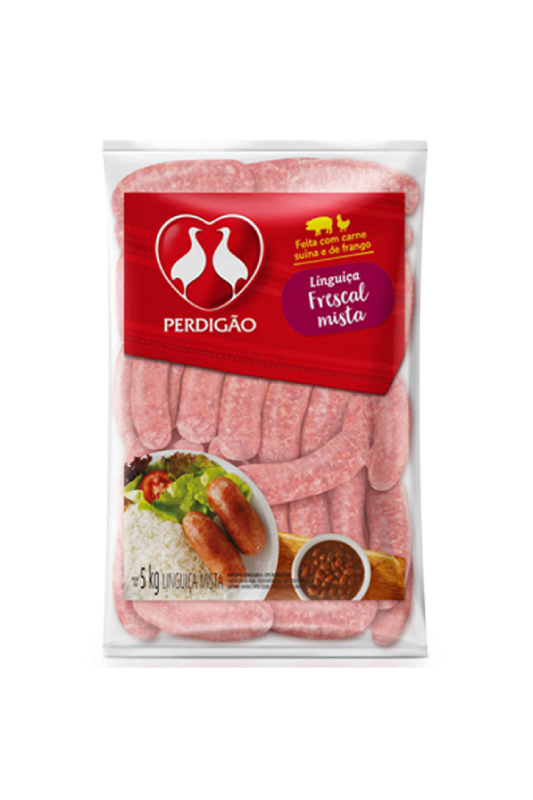 PERDIGÃO
Feita com carne
suína e de frango
Linguiça
Frescal
mista
5 kg LINGUIÇA MISTA